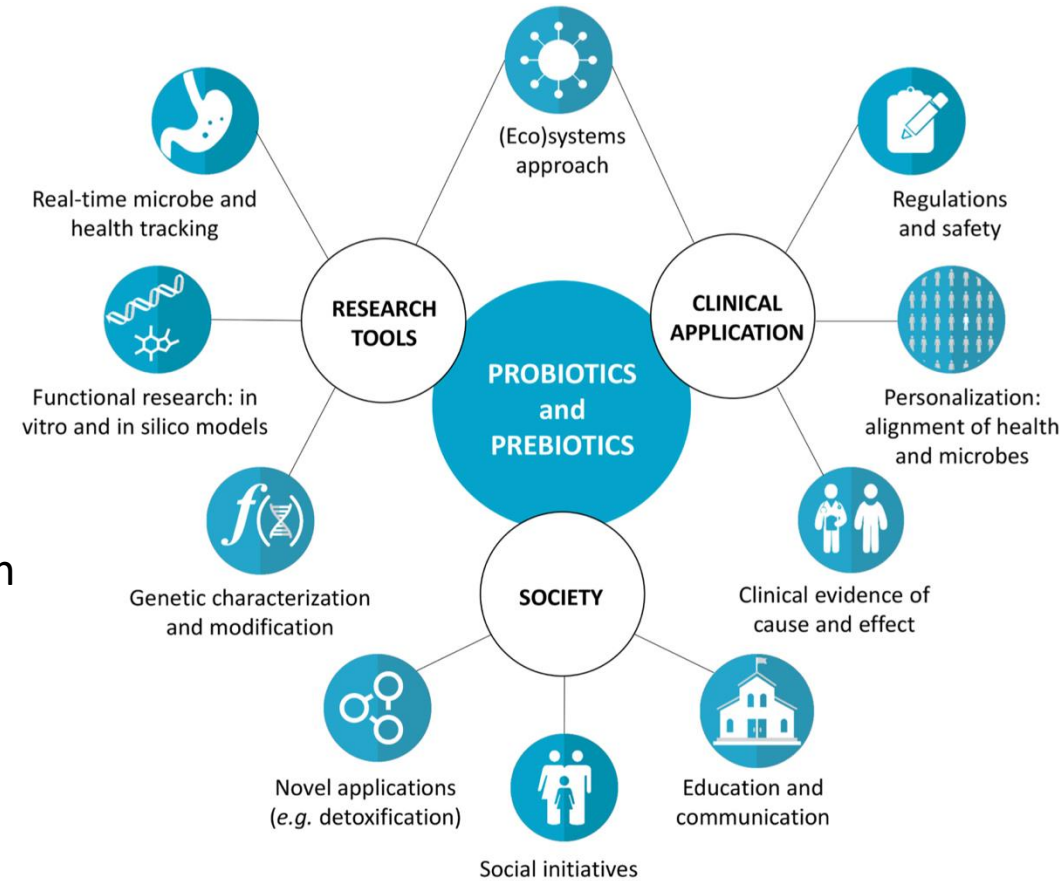 (Eco)systems
approach
Real-time microbe and
health tracking
Regulations
and safety
RESEARCH
TOOLS
CLINICAL
APPLICATION
PROBIOTICS
and
PREBIOTICS
Functional research: in
vitro and in silico models
Personalization:
alignment of health
and microbes
f( )
n
Genetic characterization
and modification
SOCIETY
Clinical evidence of
cause and effect
Novel applications
(e.g. detoxification)
Education and
communication
Social initiatives